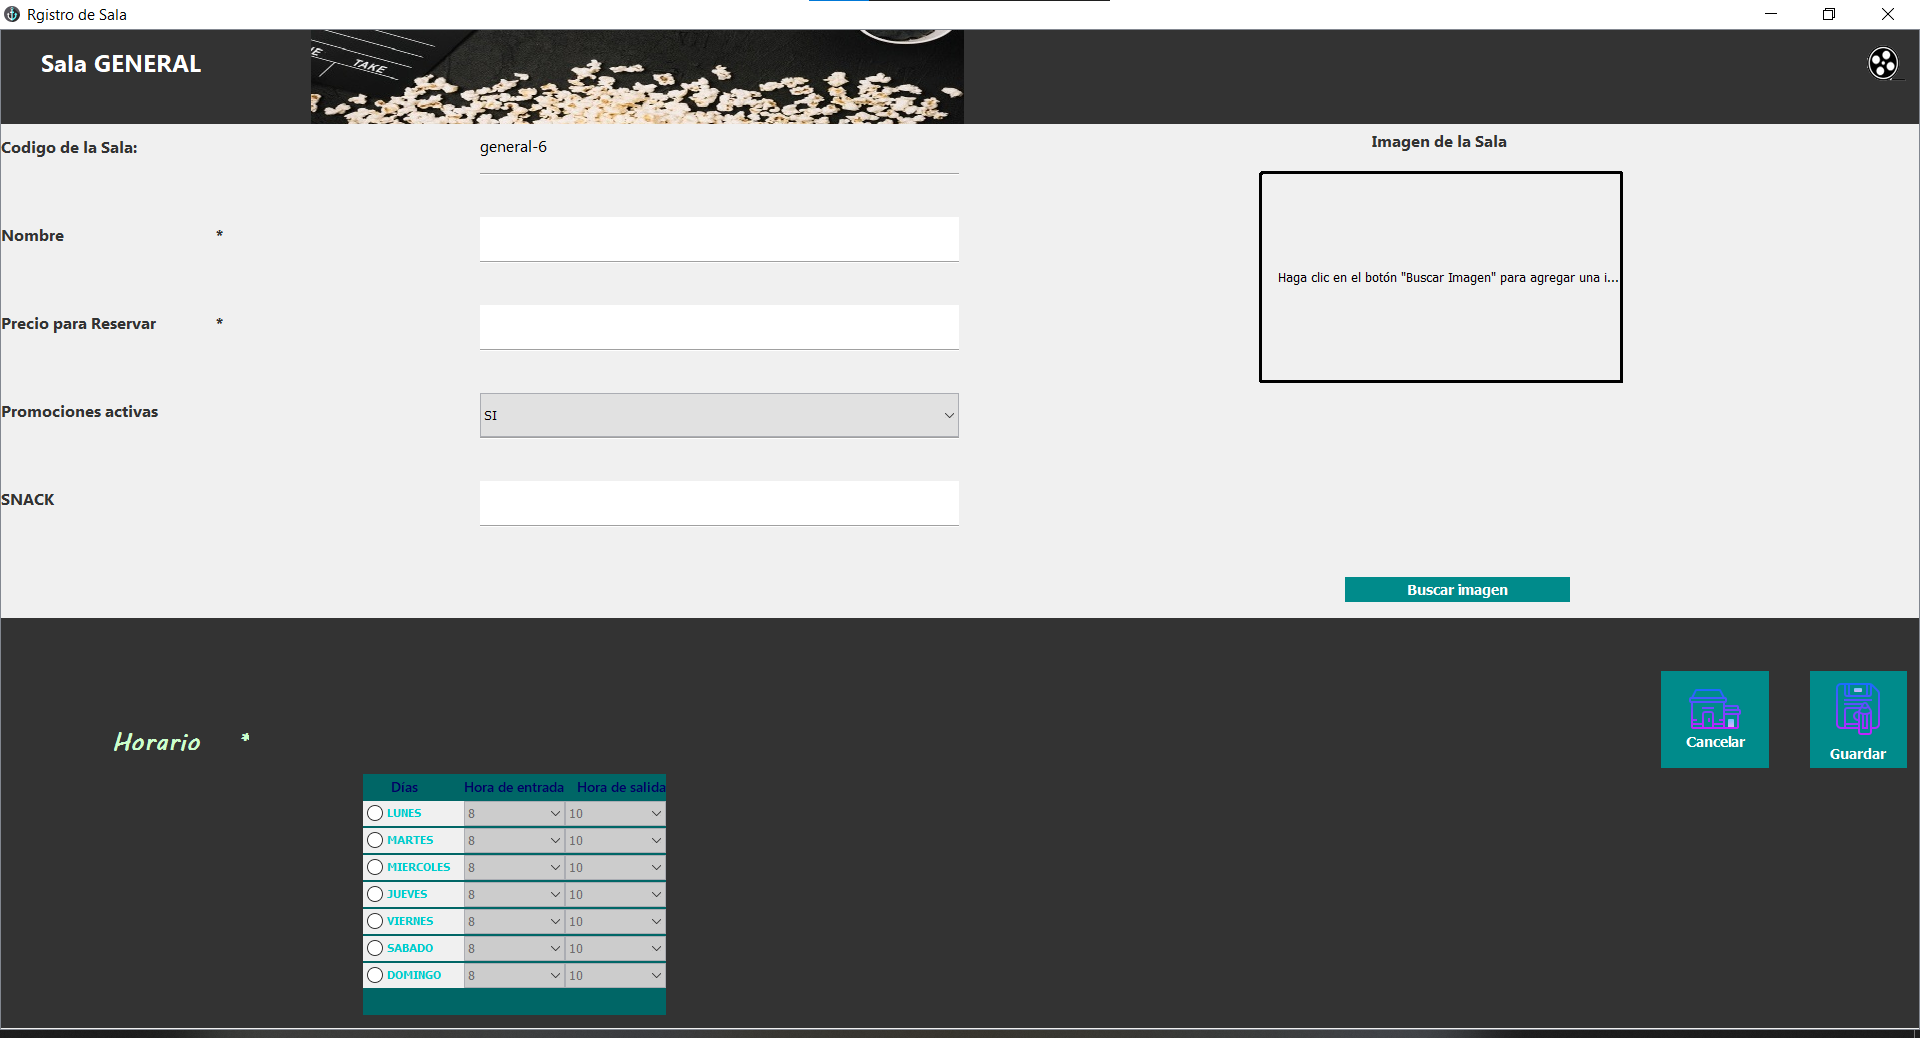 Rgistro de Sala
Sala GENERAL
TAKE
Codigo de la Sala:
general-6
Imagen de la Sala
Nombre *
Haga clic en el botón "Buscar Imagen" para agregar una i...
Precio para Reservar *
Promociones activas
SI
SNACK
Buscar imagen
Cancelar
Guardar
Horario *
Días Hora de entrada Hora de salida
LUNES 8 10
MARTES 8 10
MIERCOLES 8 10
JUEVES 8 10
VIERNES 8 10
SABADO 8 10
DOMINGO 8 10